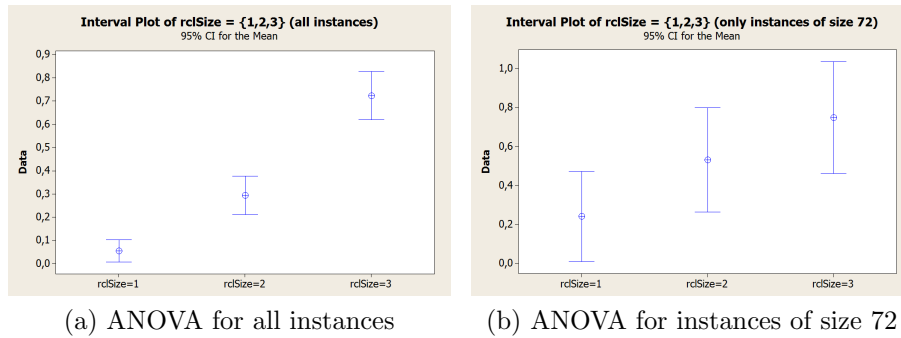 Interval Plot of rclSize = {1,2,3} (all instances)
95% CI for the Mean
0,9
0,8
0,7
0,6
0,5
0,4
0,3
0,2
0,1
0,0
Data
rclSize=1 rclSize=2 rclSize=3
(a) ANOVA for all instances
Interval Plot of rclSize = {1,2,3} (only instances of size 72)
95% CI for the Mean
1,0
0,8
0,6
0,4
0,2
0,0
Data
rclSize=1 rclSize=2 rclSize=3
(b) ANOVA for instances of size 72